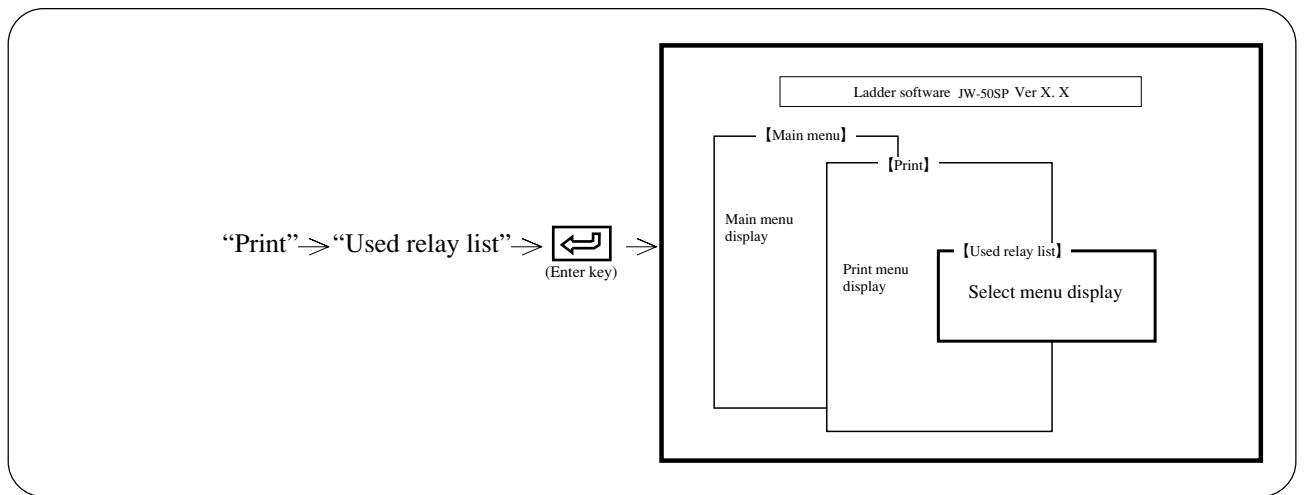 “Print” “Used relay list”
(Enter key)
Ladder software JW-50SP Ver X. X
【Main menu】
【Print】
Main menu
display
【Used relay list】
Print menu
display
Select menu display